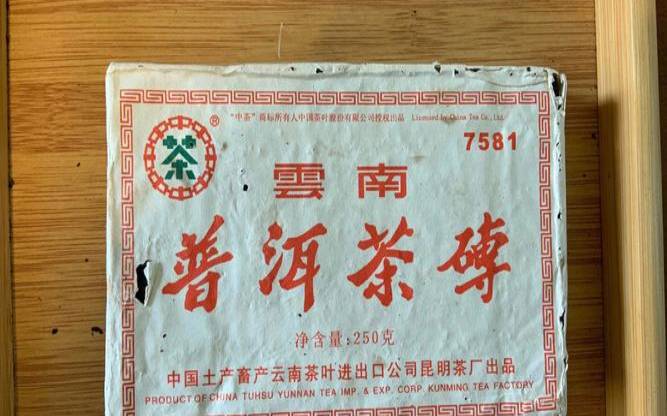 "中茶"商标所有人中国茶叶股份有限公司授权出品 Licensed by China Tea Co., Ltd.
®
茶
7581
雲南
普洱茶磚
净含量:250克
中国土产畜产云南茶叶进出口公司昆明茶厂出品
PRODUCT OF CHINA TUHSU YUNNAN TEA IMP. & EXP. CORP. KUNMING TEA FACTORY